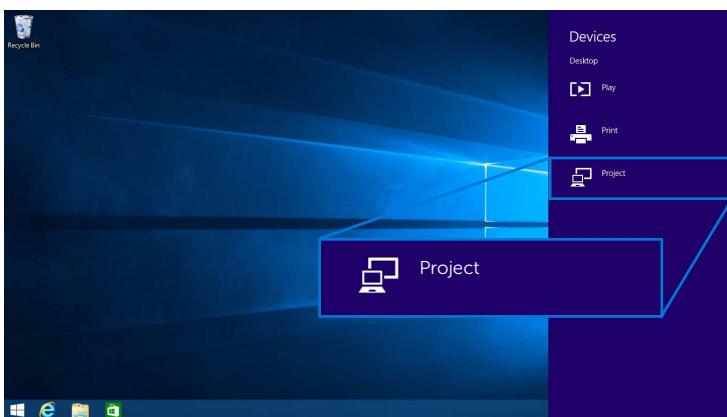 Recycle Bin
Devices
Desktop
Play
Print
Project
Project